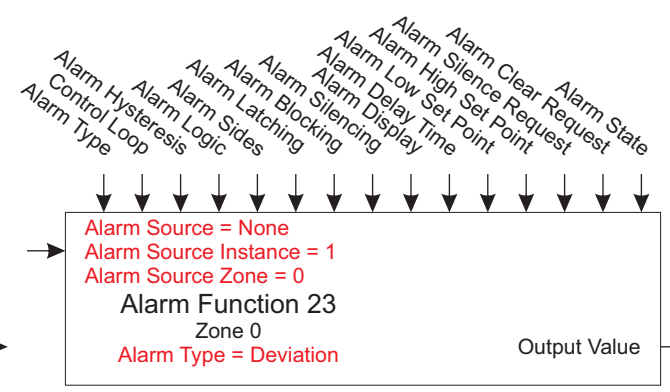 Alarm Type
Control Loop
Alarm Hysteresis
Alarm Logic
Alarm Sides
Alarm Latching
Alarm Blocking
Alarm Silencing
Alarm Display
Alarm Delay Time
Alarm Low Set Point
Alarm High Set Point
Alarm Silence Request
Alarm Clear Request
Alarm State
Alarm Source = None
Alarm Source Instance = 1
Alarm Source Zone = 0
Alarm Function 23
Zone 0
Alarm Type = Deviation
Output Value